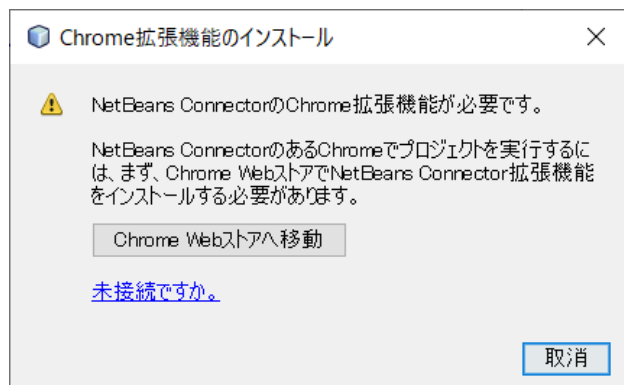 Chrome拡張機能のインストール
NetBeans ConnectorのChrome拡張機能が必要です。
NetBeans ConnectorのあるChromeでプロジェクトを実行するに
は、まず、Chrome WebストアでNetBeans Connector拡張機能
をインストールする必要があります。
Chrome Webストアへ移動
未接続ですか。
取消